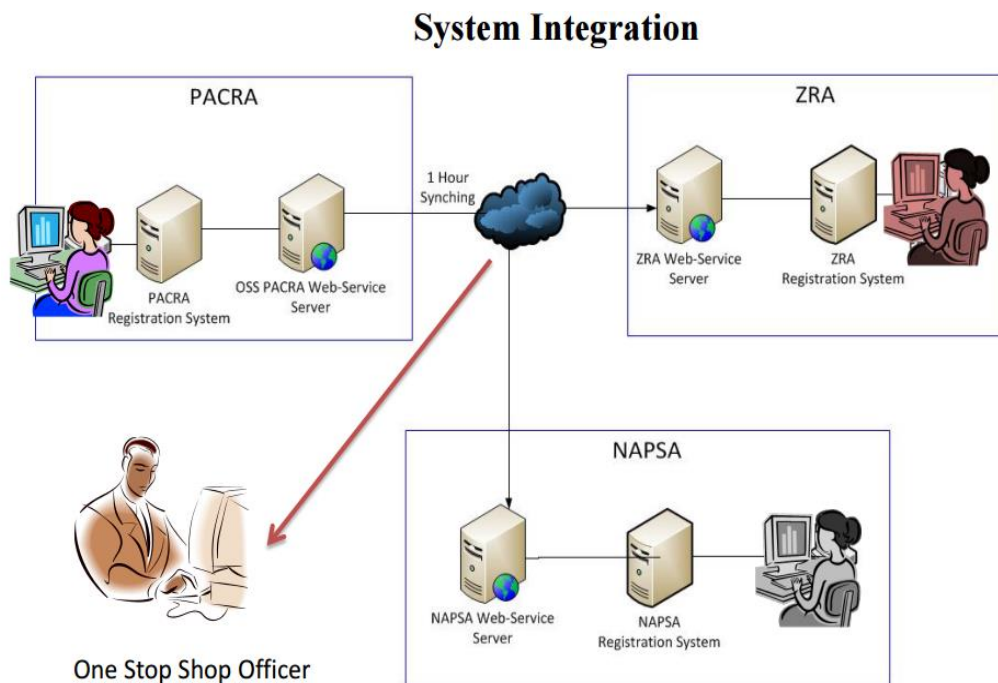 System Integration
PACRA
ZRA
1 Hour
Synching
PACRA
Registration System
OSS PACRA Web-Service
Server
ZRA Web-Service
Server
ZRA
Registration System
NAPSA
NAPSA Web-Service
Server
NAPSA
Registration System
One Stop Shop Officer